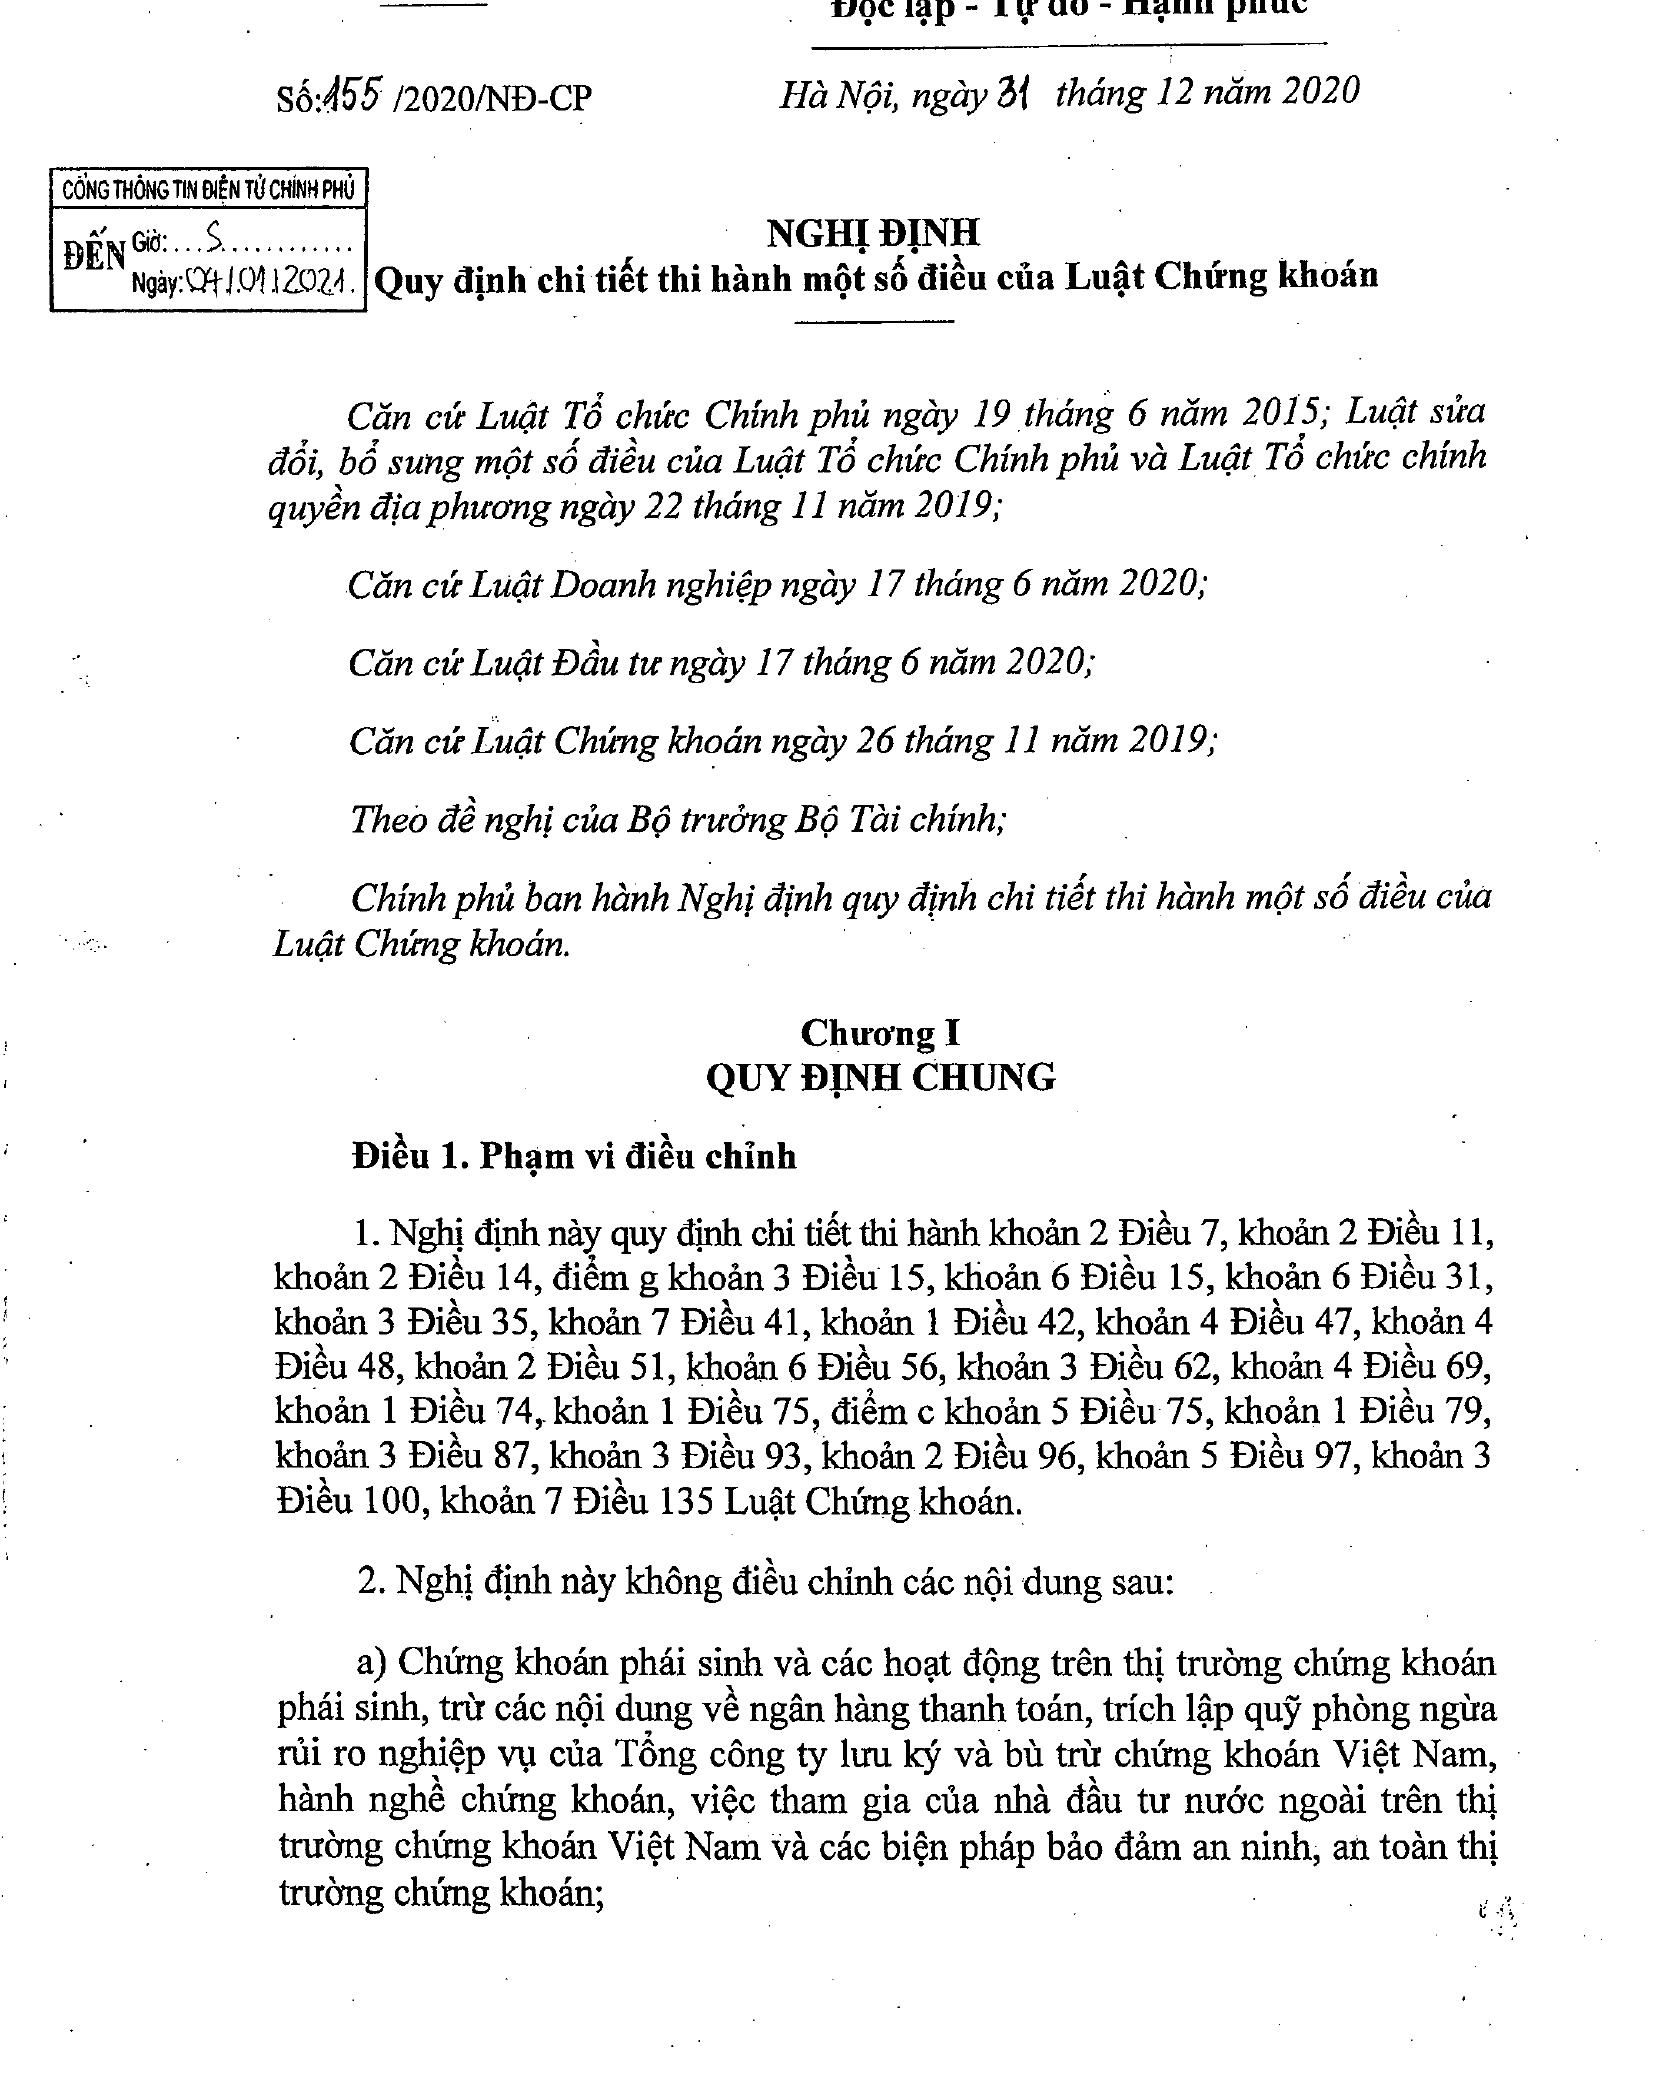 Độc lập - Tự do - Hạnh phúc
Số:155 /2020/NĐ-CP
Hà Nội, ngày 31 tháng 12 năm 2020
CỔNG THÔNG TIN ĐIỆN TỬ CHÍNH PHỦ
ĐẾN Giờ: ...S............
Ngày: 04/01/2021.
NGHỊ ĐỊNH
Quy định chi tiết thi hành một số điều của Luật Chứng khoán
Căn cứ Luật Tổ chức Chính phủ ngày 19 tháng 6 năm 2015; Luật sửa
đổi, bổ sung một số điều của Luật Tổ chức Chính phủ và Luật Tổ chức chính
quyền địa phương ngày 22 tháng 11 năm 2019;
Căn cứ Luật Doanh nghiệp ngày 17 tháng 6 năm 2020;
Căn cứ Luật Đầu tư ngày 17 tháng 6 năm 2020;
Căn cứ Luật Chứng khoán ngày 26 tháng 11 năm 2019;
Theo đề nghị của Bộ trưởng Bộ Tài chính;
Chính phủ ban hành Nghị định quy định chi tiết thi hành một số điều của
Luật Chứng khoán.
Chương I
QUY ĐỊNH CHUNG
Điều 1. Phạm vi điều chỉnh
1. Nghị định này quy định chi tiết thi hành khoản 2 Điều 7, khoản 2 Điều 11,
khoản 2 Điều 14, điểm g khoản 3 Điều 15, khoản 6 Điều 15, khoản 6 Điều 31,
khoản 3 Điều 35, khoản 7 Điều 41, khoản 1 Điều 42, khoản 4 Điều 47, khoản 4
Điều 48, khoản 2 Điều 51, khoản 6 Điều 56, khoản 3 Điều 62, khoản 4 Điều 69,
khoản 1 Điều 74, khoản 1 Điều 75, điểm c khoản 5 Điều 75, khoản 1 Điều 79,
khoản 3 Điều 87, khoản 3 Điều 93, khoản 2 Điều 96, khoản 5 Điều 97, khoản 3
Điều 100, khoản 7 Điều 135 Luật Chứng khoán.
2. Nghị định này không điều chỉnh các nội dung sau:
a) Chứng khoán phái sinh và các hoạt động trên thị trường chứng khoán
phái sinh, trừ các nội dung về ngân hàng thanh toán, trích lập quỹ phòng ngừa
rủi ro nghiệp vụ của Tổng công ty lưu ký và bù trừ chứng khoán Việt Nam,
hành nghề chứng khoán, việc tham gia của nhà đầu tư nước ngoài trên thị
trường chứng khoán Việt Nam và các biện pháp bảo đảm an ninh, an toàn thị
trường chứng khoán;